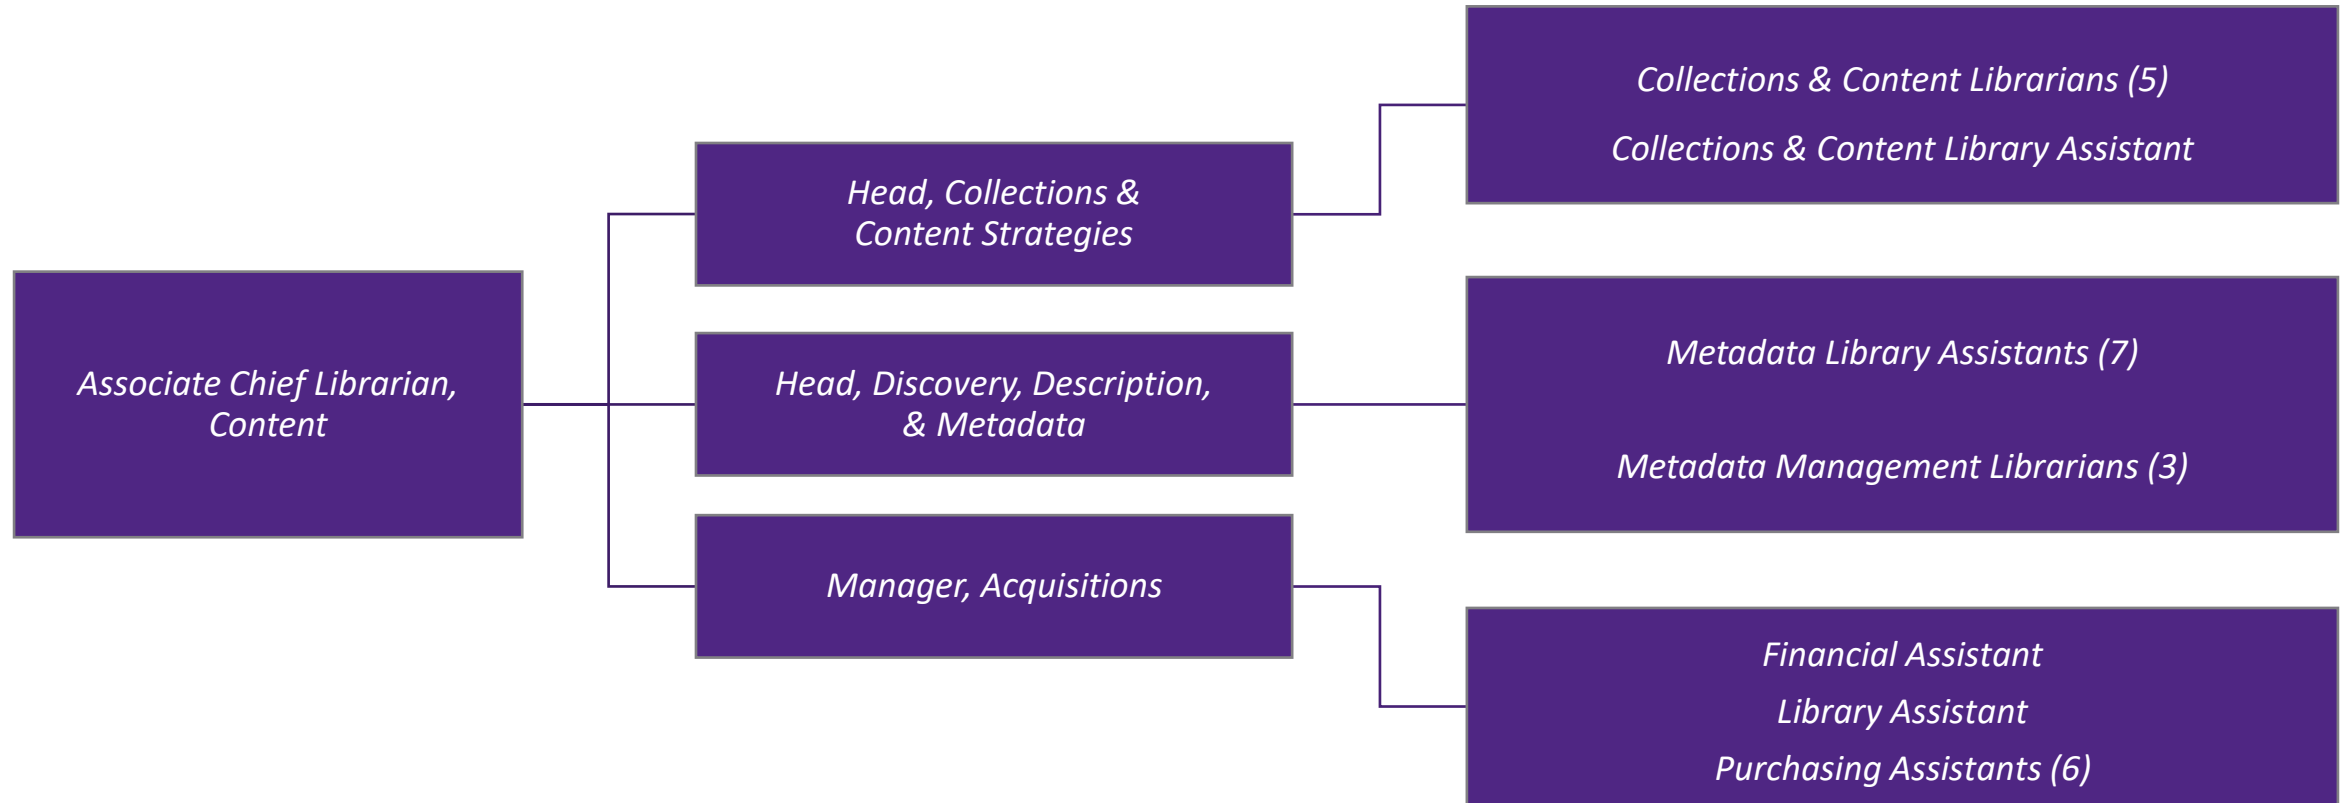 Associate Chief Librarian,
Content
Head, Collections &
Content Strategies
Head, Discovery, Description,
& Metadata
Manager, Acquisitions
Collections & Content Librarians (5)
Collections & Content Library Assistant
Metadata Library Assistants (7)
Metadata Management Librarians (3)
Financial Assistant
Library Assistant
Purchasing Assistants (6)